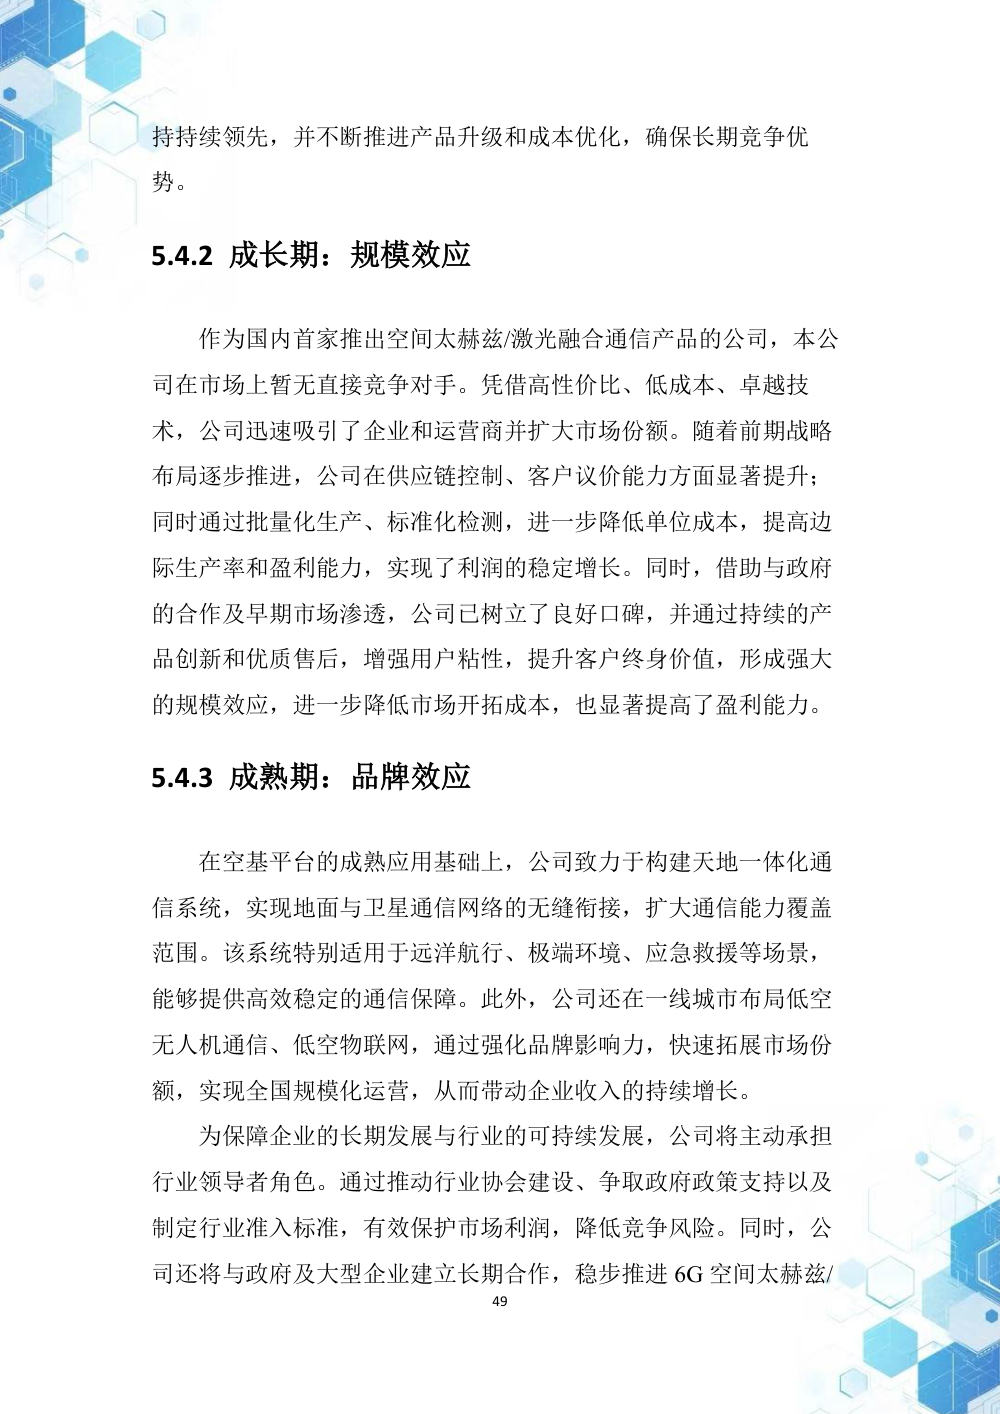 持持续领先，并不断推进产品升级和成本优化，确保长期竞争优
势。
5.4.2 成长期：规模效应
作为国内首家推出空间太赫兹/激光融合通信产品的公司，本公
司在市场上暂无直接竞争对手。凭借高性价比、低成本、卓越技
术，公司迅速吸引了企业和运营商并扩大市场份额。随着前期战略
布局逐步推进，公司在供应链控制、客户议价能力方面显著提升；
同时通过批量化生产、标准化检测，进一步降低单位成本，提高边
际生产率和盈利能力，实现了利润的稳定增长。同时，借助与政府
的合作及早期市场渗透，公司已树立了良好口碑，并通过持续的产
品创新和优质售后，增强用户粘性，提升客户终身价值，形成强大
的规模效应，进一步降低市场开拓成本，也显著提高了盈利能力。
5.4.3 成熟期：品牌效应
在空基平台的成熟应用基础上，公司致力于构建天地一体化通
信系统，实现地面与卫星通信网络的无缝衔接，扩大通信能力覆盖
范围。该系统特别适用于远洋航行、极端环境、应急救援等场景，
能够提供高效稳定的通信保障。此外，公司还在一线城市布局低空
无人机通信、低空物联网，通过强化品牌影响力，快速拓展市场份
额，实现全国规模化运营，从而带动企业收入的持续增长。
为保障企业的长期发展与行业的可持续发展，公司将主动承担
行业领导者角色。通过推动行业协会建设、争取政府政策支持以及
制定行业准入标准，有效保护市场利润，降低竞争风险。同时，公
司还将与政府及大型企业建立长期合作，稳步推进 6G 空间太赫兹/
49